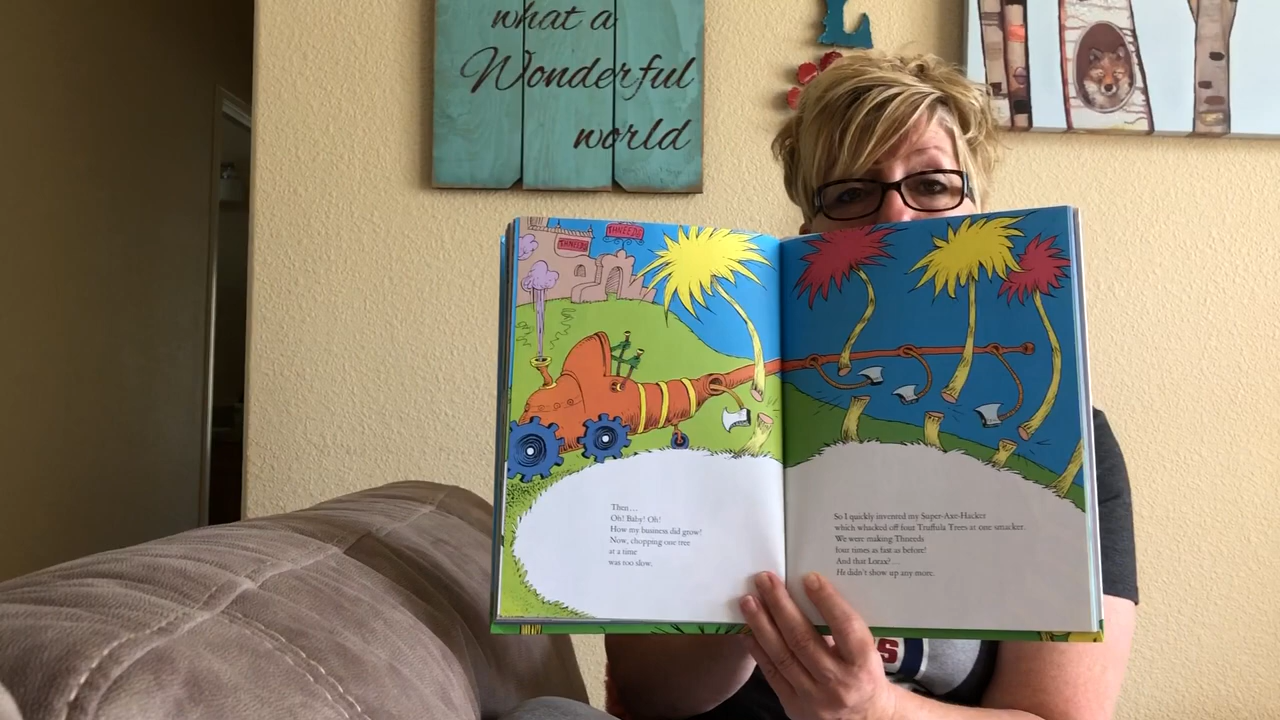 what a
Wonderful
world
L
THNEEDS
THNEEDS
Then...
Oh! Baby! Oh!
How my business did grow!
Now, chopping one tree
at a time
was too slow.
So I quickly invented my Super-Axe-Hacker
which whacked off four Truffula Trees at one smacker.
We were making Thneeds
four times as fast as before!
And that Lorax?...
He didn't show up any more.
S